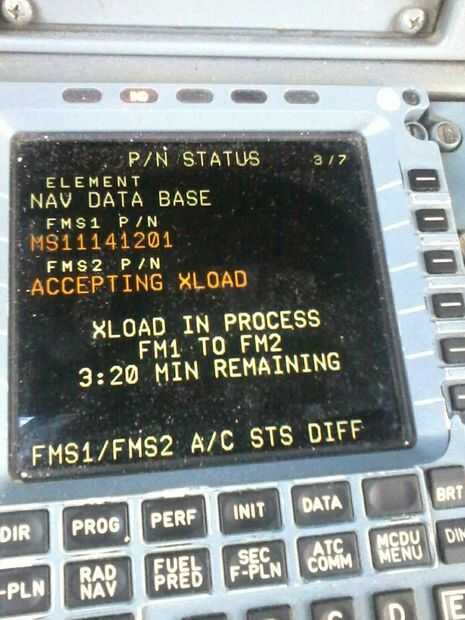 P/N STATUS 3/7
ELEMENT
NAV DATA BASE
FMS1 P/N
MS11141201
FMS2 P/N
ACCEPTING XLOAD
XLOAD IN PROCESS
FM1 TO FM2
3:20 MIN REMAINING
FMS1/FMS2 A/C STS DIFF
DIR PROG PERF INIT DATA BRT
-PLN RAD NAV FUEL PRED SEC F-PLN ATC COMM MCDU MENU DIM
C D E